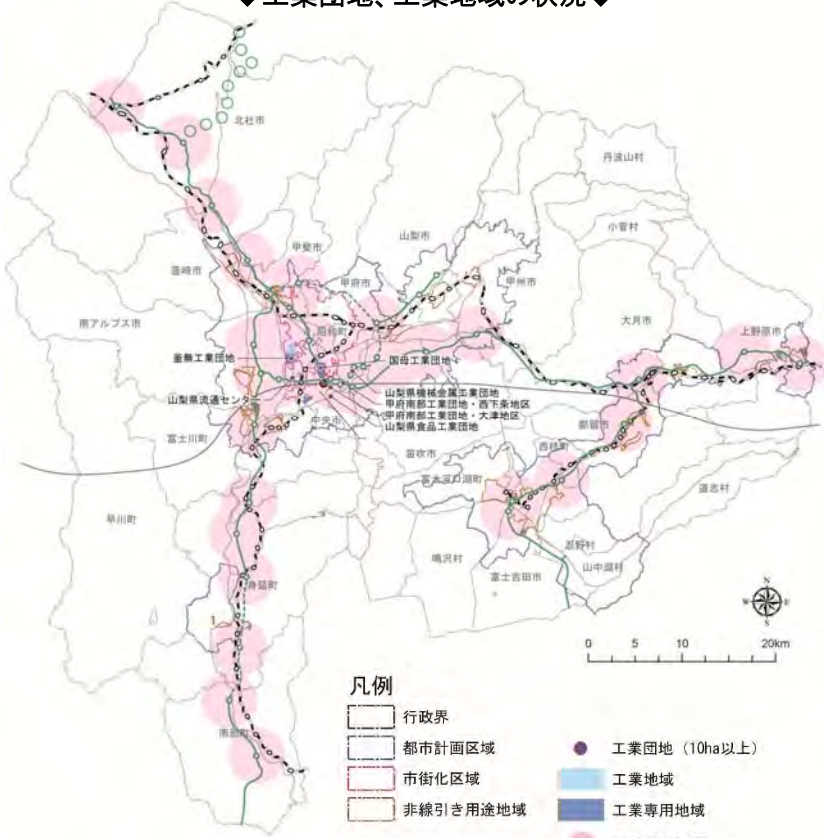 ◆工業団地、工業地域の状況◆
北杜市
丹波山村
小菅村
甲斐市
山梨市
韮崎市
甲府市
甲州市
大月市
南アルプス市
上野原市
昭和町
釜無工業団地
国母工業団地
山梨県流通センター
山梨県機械金属工業団地
甲府南部工業団地・西下条地区
甲府南部工業団地・大津地区
山梨県食品工業団地
中央市
都留市
富士川町
笛吹市
西桂町
富士河口湖町
道志村
早川町
鳴沢村
忍野村
山中湖村
富士吉田市
身延町
N
W E
S
0 5 10 20km
南部町
凡例
行政界
都市計画区域
市街化区域
非線引き用途地域
工業団地（10ha以上）
工業地域
工業専用地域